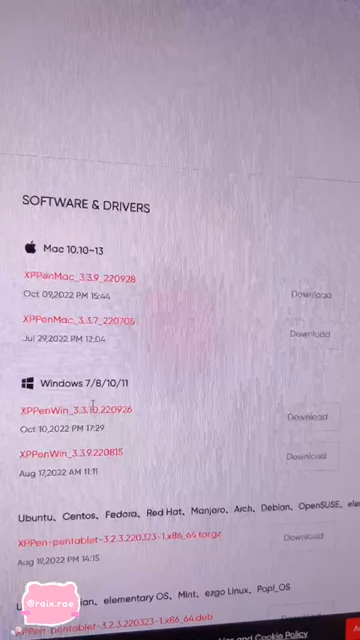 SOFTWARE & DRIVERS
Mac 10.10~13
XPPenMac_3.3.9_220928
Oct 09,2022 PM 15:44
Download
XPPenMac_3.3.7_220705
Jul 29,2022 PM 12:04
Download
Windows 7/8/10/11
XPPenWin_3.3.10.220926
Oct 10,2022 PM 17:29
Download
XPPenWin_3.3.9.220815
Aug 17,2022 AM 11:11
Download
Ubuntu、Centos、Fedora、Red Hat、Manjaro、Arch、Debian、OpenSUSE、
XPPen-pentablet-3.2.3.220323-1.x86_64.tar.gz
Aug 19,2022 PM 14:15
Download
elementary OS、Mint、ezgo Linux、Pop!_OS
XPPen-pentablet-3.2.3.220323-1.x86_64.deb
Download
and Cookie Policy
@raix.rae